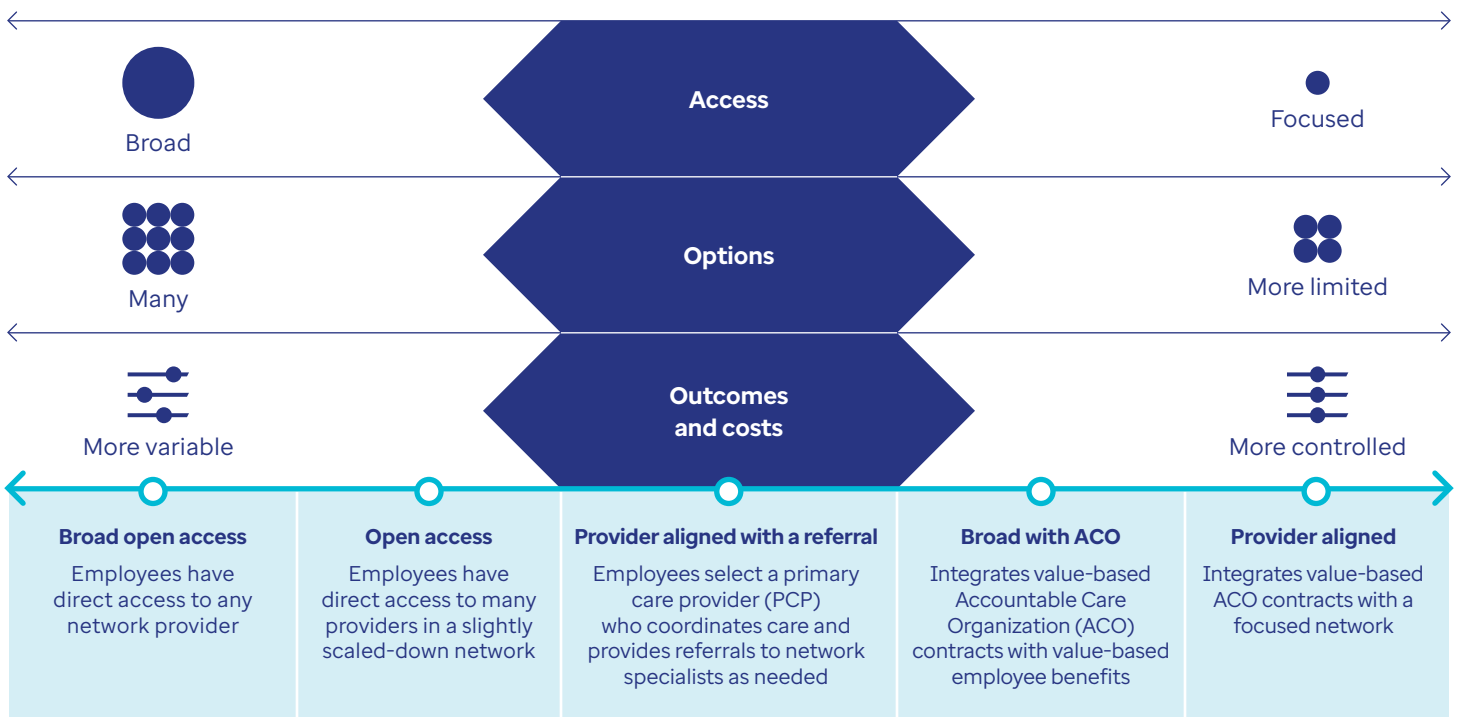 Access
Broad
Focused
Options
Many
More limited
Outcomes
and costs
More variable
More controlled
Broad open access
Employees have
direct access to any
network provider
Open access
Employees have
direct access to many
providers in a slightly
scaled-down network
Provider aligned with a referral
Employees select a primary
care provider (PCP)
who coordinates care and
provides referrals to network
specialists as needed
Broad with ACO
Integrates value-based
Accountable Care
Organization (ACO)
contracts with value-based
employee benefits
Provider aligned
Integrates value-based
ACO contracts with a
focused network